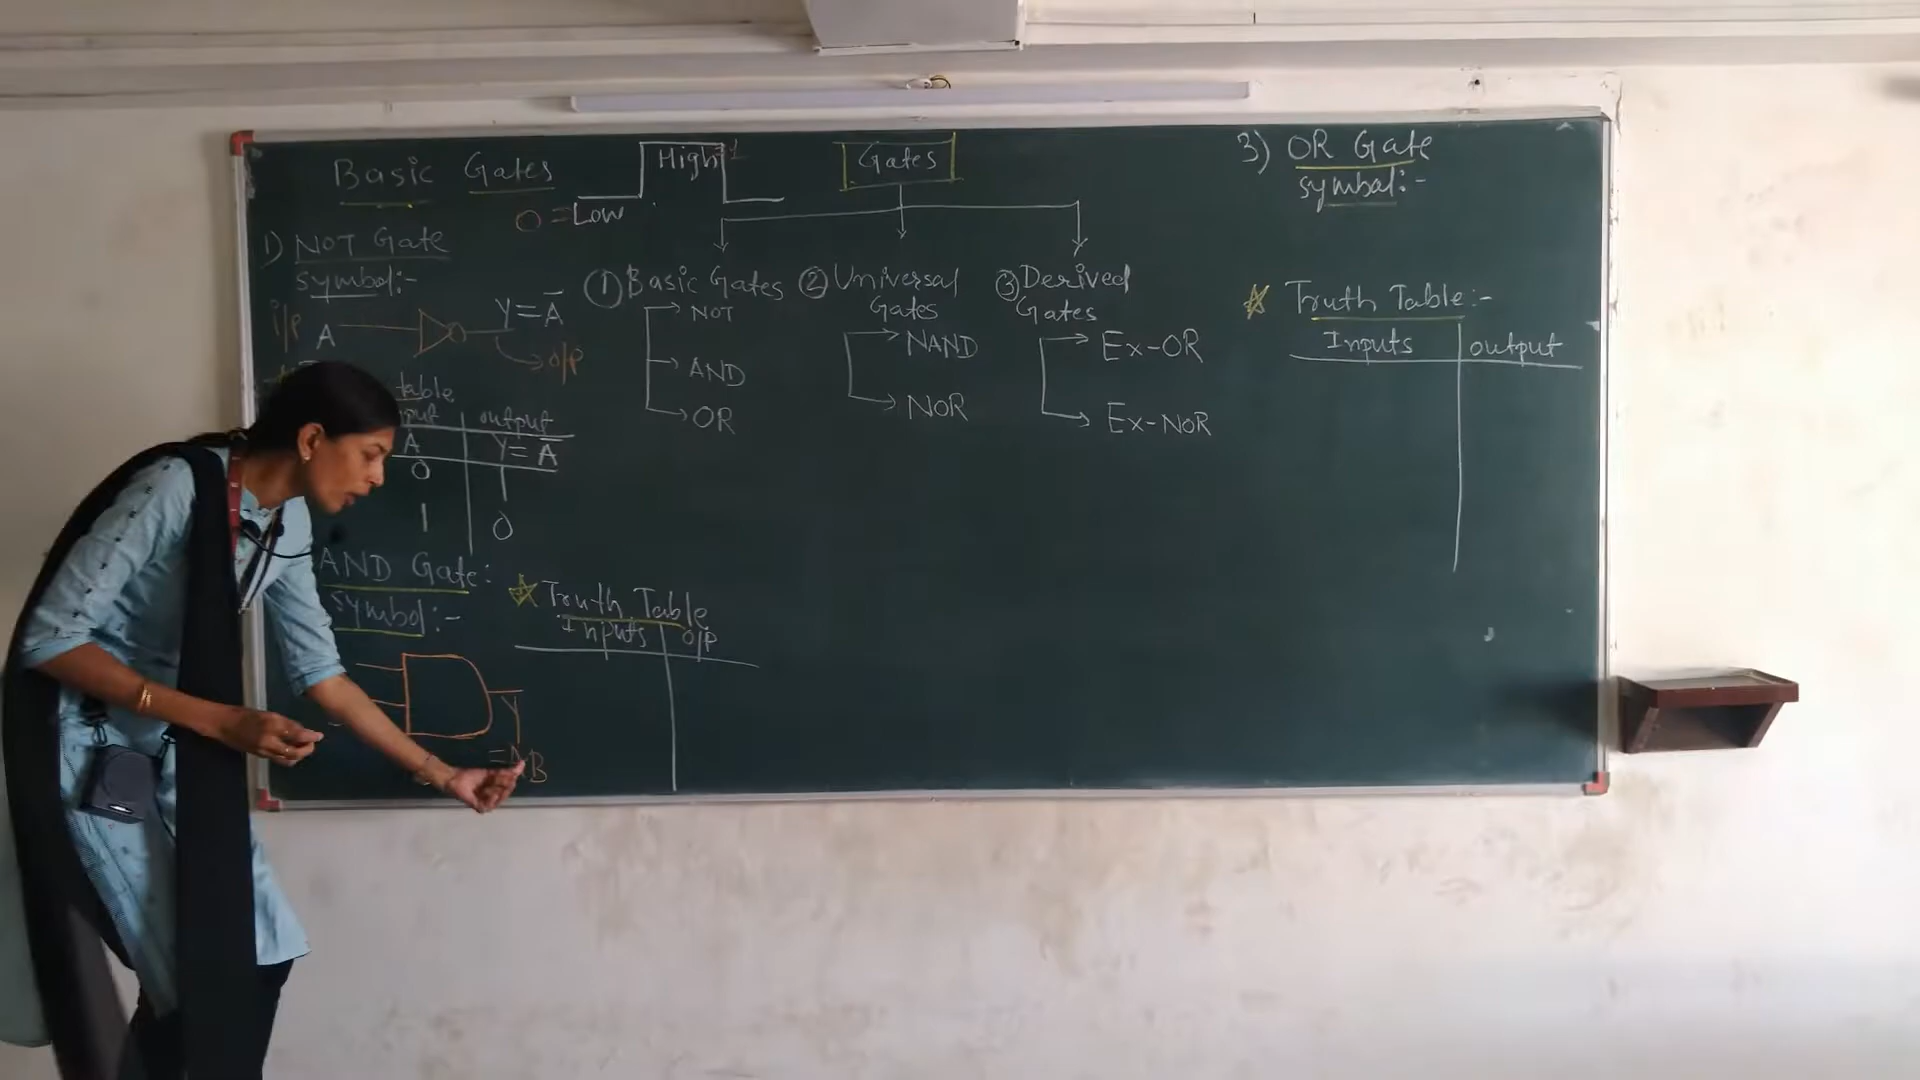 Basic Gates
High 1
0 = Low
1) NOT Gate
symbol:-
i/p A
Y = A̅
o/p
table
put output
A Y = A̅
0 1
1 0
AND Gate:
symbol:-
Y
= AB
☆ Truth Table
Inputs O/P
Gates
① Basic Gates
NOT
AND
OR
② Universal
Gates
NAND
NOR
③ Derived
Gates
Ex-OR
Ex-NOR
3) OR Gate
symbol:-
☆ Truth Table:-
Inputs output